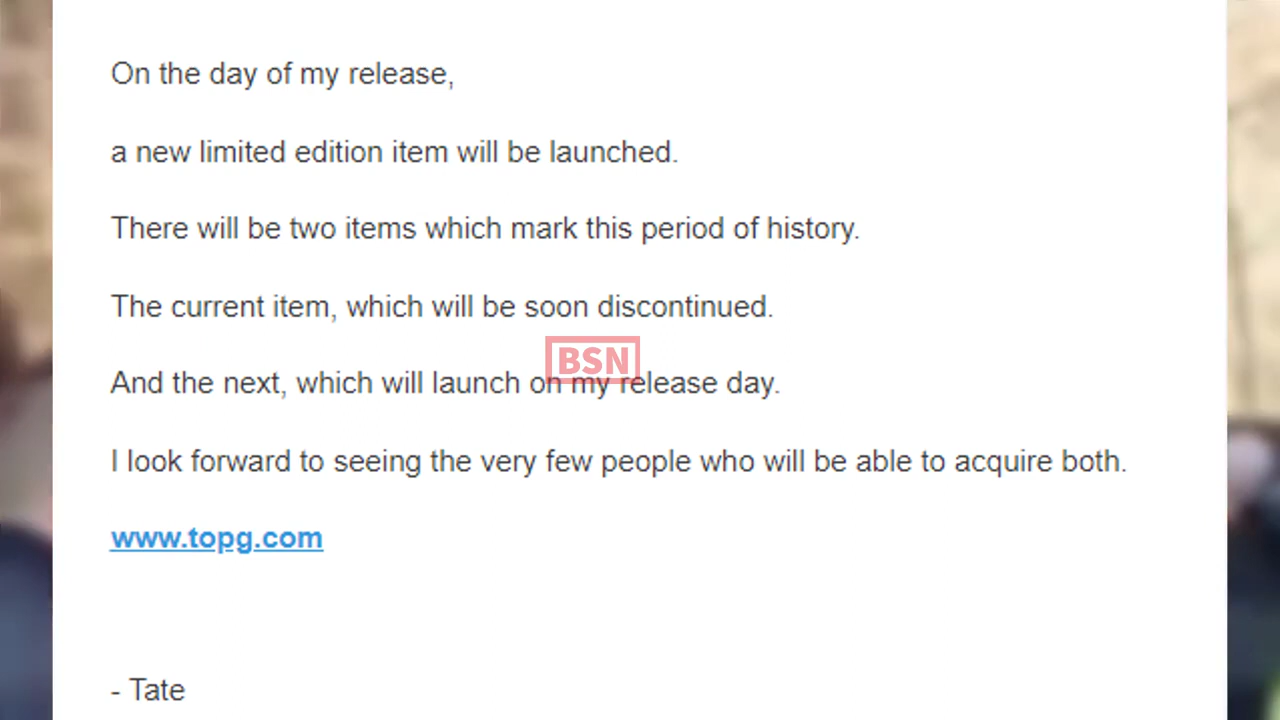 On the day of my release,
a new limited edition item will be launched.
There will be two items which mark this period of history.
The current item, which will be soon discontinued.
BSN
And the next, which will launch on my release day.
I look forward to seeing the very few people who will be able to acquire both.
www.topg.com
- Tate